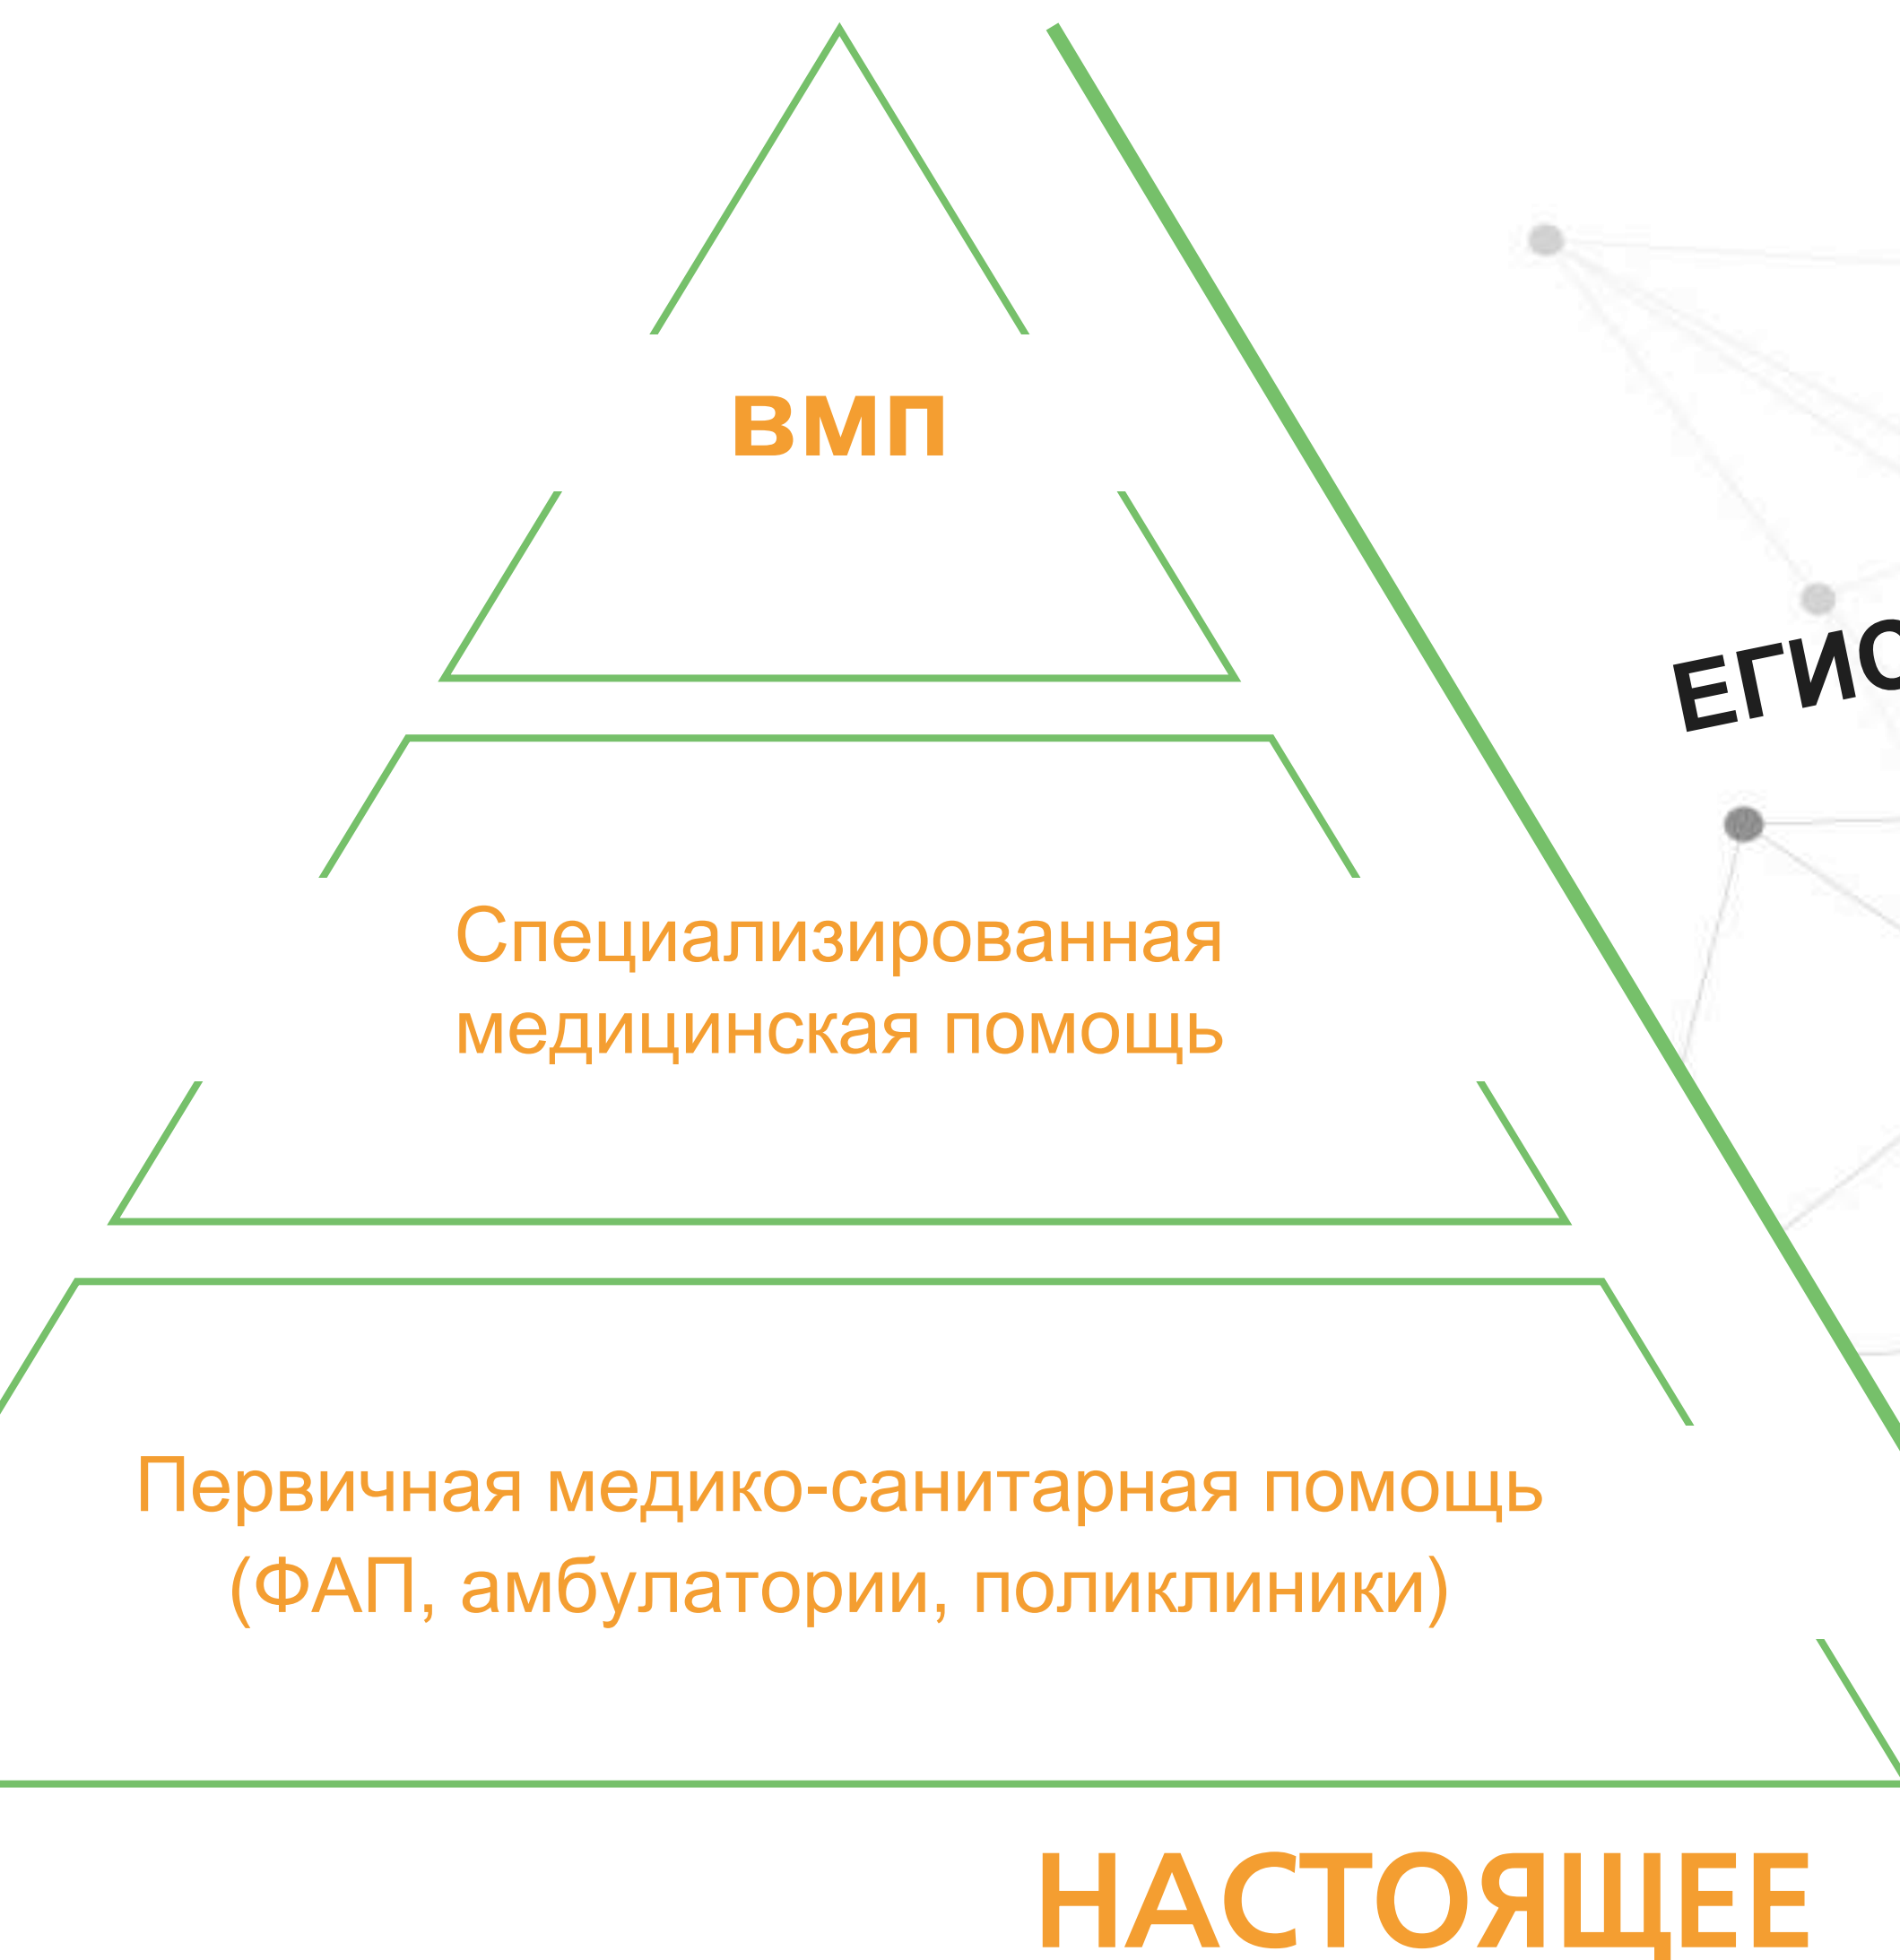 вмп
ЕГИС
Специализированная
медицинская помощь
Первичная медико-санитарная помощь
(ФАП, амбулатории, поликлиники)
НАСТОЯЩЕЕ